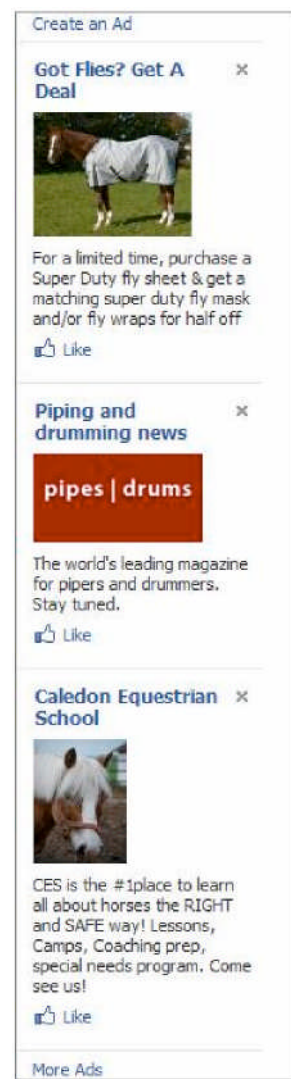 Create an Ad
Got Flies? Get A
Deal
For a limited time, purchase a
Super Duty fly sheet & get a
matching super duty fly mask
and/or fly wraps for half off
Like
Piping and
drumming news
pipes | drums
The world's leading magazine
for pipers and drummers.
Stay tuned.
Like
Caledon Equestrian
School
CES is the #1place to learn
all about horses the RIGHT
and SAFE way! Lessons,
Camps, Coaching prep,
special needs program. Come
see us!
Like
More Ads